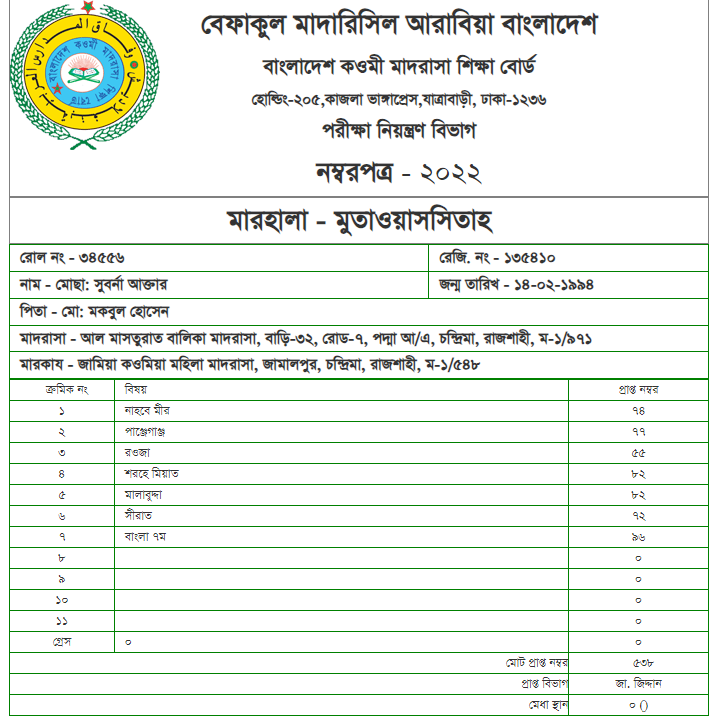 বেফাকুল মাদারিসিল আরাবিয়া বাংলাদেশ
বাংলাদেশ কওমী মাদরাসা শিক্ষা বোর্ড
হোল্ডিং-২০৫,কাজলা ভাঙ্গাপ্রেস,যাত্রাবাড়ী, ঢাকা-১২৩৬
পরীক্ষা নিয়ন্ত্রণ বিভাগ
নম্বরপত্র - ২০২২
মারহালা - মুতাওয়াসসিতাহ
রোল নং - ৩৪৫৫৬ রেজি. নং - ১৩৫৪১০
নাম - মোছা: সুবর্না আক্তার জন্ম তারিখ - ১৪-০২-১৯৯৪
পিতা - মো: মকবুল হোসেন
মাদরাসা - আল মাসতুরাত বালিকা মাদরাসা, বাড়ি-৩২, রোড-৭, পদ্মা আ/এ, চন্দ্রিমা, রাজশাহী, ম-১/৯৭১
মারকায - জামিয়া কওমিয়া মহিলা মাদরাসা, জামালপুর, চন্দ্রিমা, রাজশাহী, ম-১/৫৪৮
ক্রমিক নং বিষয় প্রাপ্ত নম্বর
১ নাহবে মীর ৭৪
২ পাঞ্জেগাঞ্জ ৭৭
৩ রওজা ৫৫
৪ শরহে মিয়াত ৮২
৫ মালাবুদ্দা ৮২
৬ সীরাত ৭২
৭ বাংলা ৭ম ৯৬
৮ ০
৯ ০
১০ ০
১১ ০
গ্রেস ০ ০
মোট প্রাপ্ত নম্বর ৫৩৮
প্রাপ্ত বিভাগ জা. জিদ্দান
মেধা স্থান ০ ()